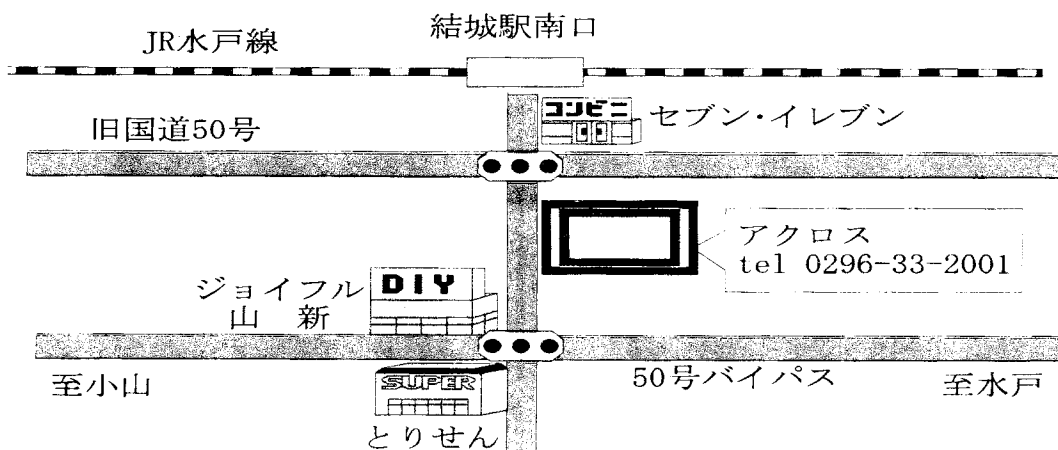 結城駅南口
JR水戸線
コンビニ
セブン・イレブン
旧国道50号
アクロス
tel 0296-33-2001
DIY
ジョイフル
山 新
至小山
SUPER
50号バイパス
至水戸
とりせん